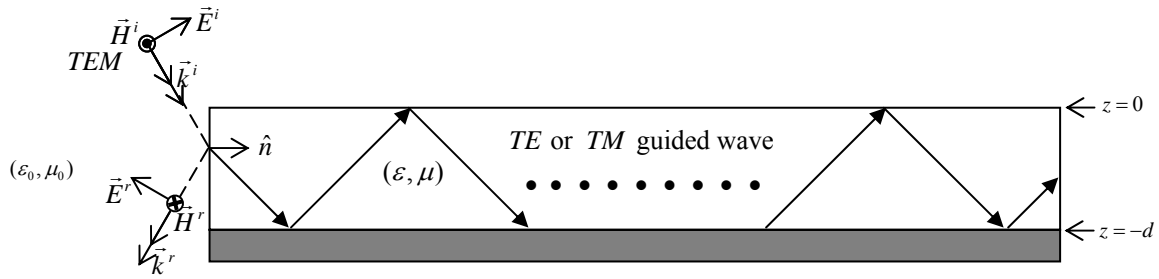 H⃗ⁱ E⃗ⁱ
TEM
k⃗ⁱ
z = 0
n̂
TE or TM guided wave
(ε₀, μ₀)
(ε, μ)
E⃗ʳ
H⃗ʳ
z = −d
k⃗ʳ